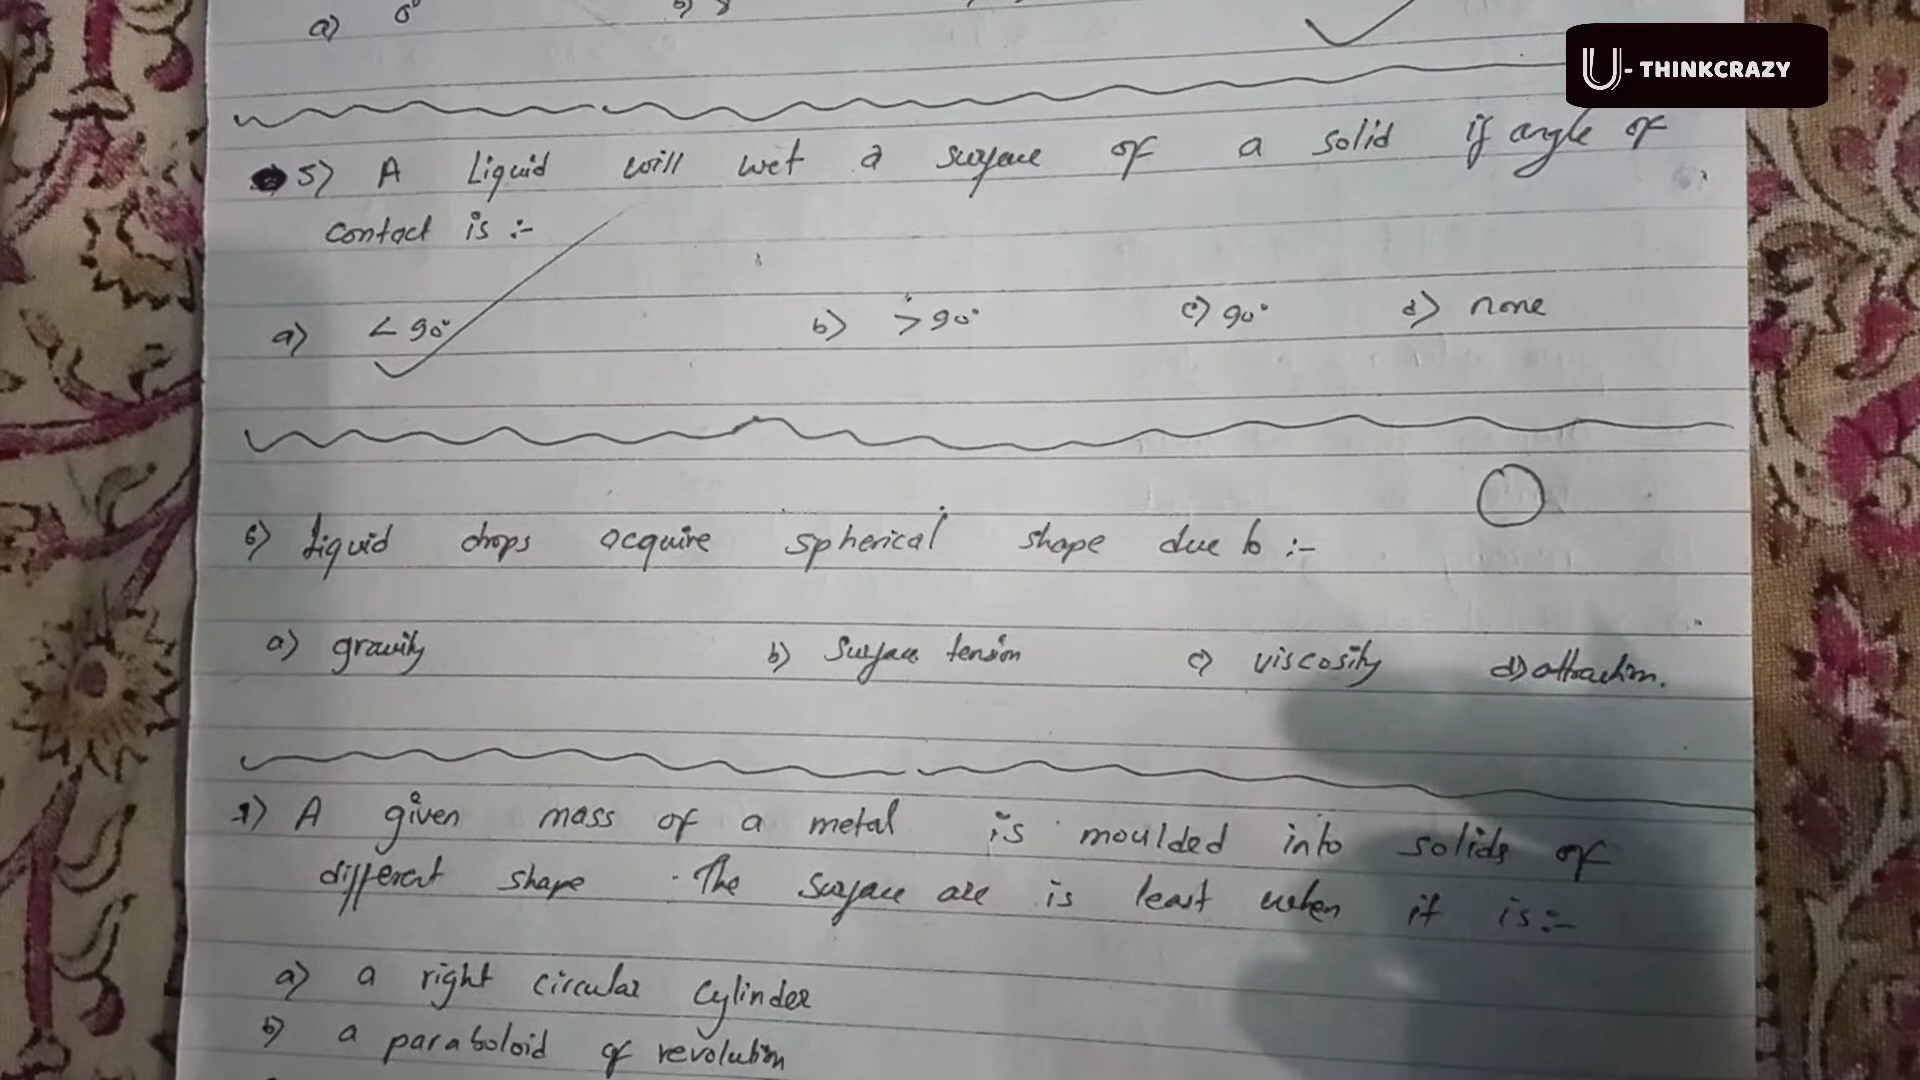 a) 0° b) 8
U - THINKCRAZY
5) A Liquid will wet a surface of a solid if angle of
contact is :-
a) < 90° b) > 90° c) 90° d) none
6) Liquid drops acquire spherical shape due to :-
a) gravity b) Surface tension c) viscosity d) attraction.
7) A given mass of a metal is moulded into solids of
different shape . The surface are is least when it is :-
a) a right circular cylinder
b) a paraboloid of revolution